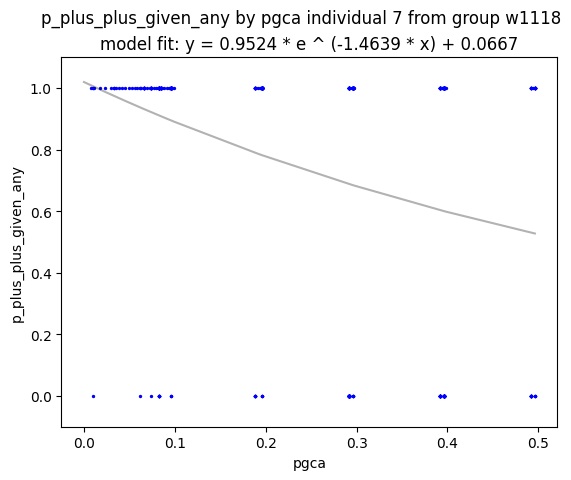 p_plus_plus_given_any by pgca individual 7 from group w1118
model fit: y = 0.9524 * e ^ (-1.4639 * x) + 0.0667
1.0
0.8
0.6
0.4
0.2
0.0
p_plus_plus_given_any
0.0 0.1 0.2 0.3 0.4 0.5
pgca